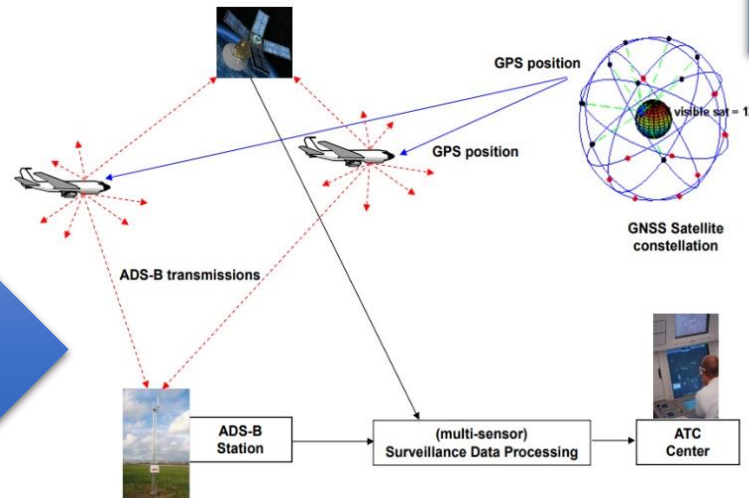 GPS position
visible sat = 1
GPS position
GNSS Satellite
constellation
ADS-B transmissions
ADS-B
Station
(multi-sensor)
Surveillance Data Processing
ATC
Center